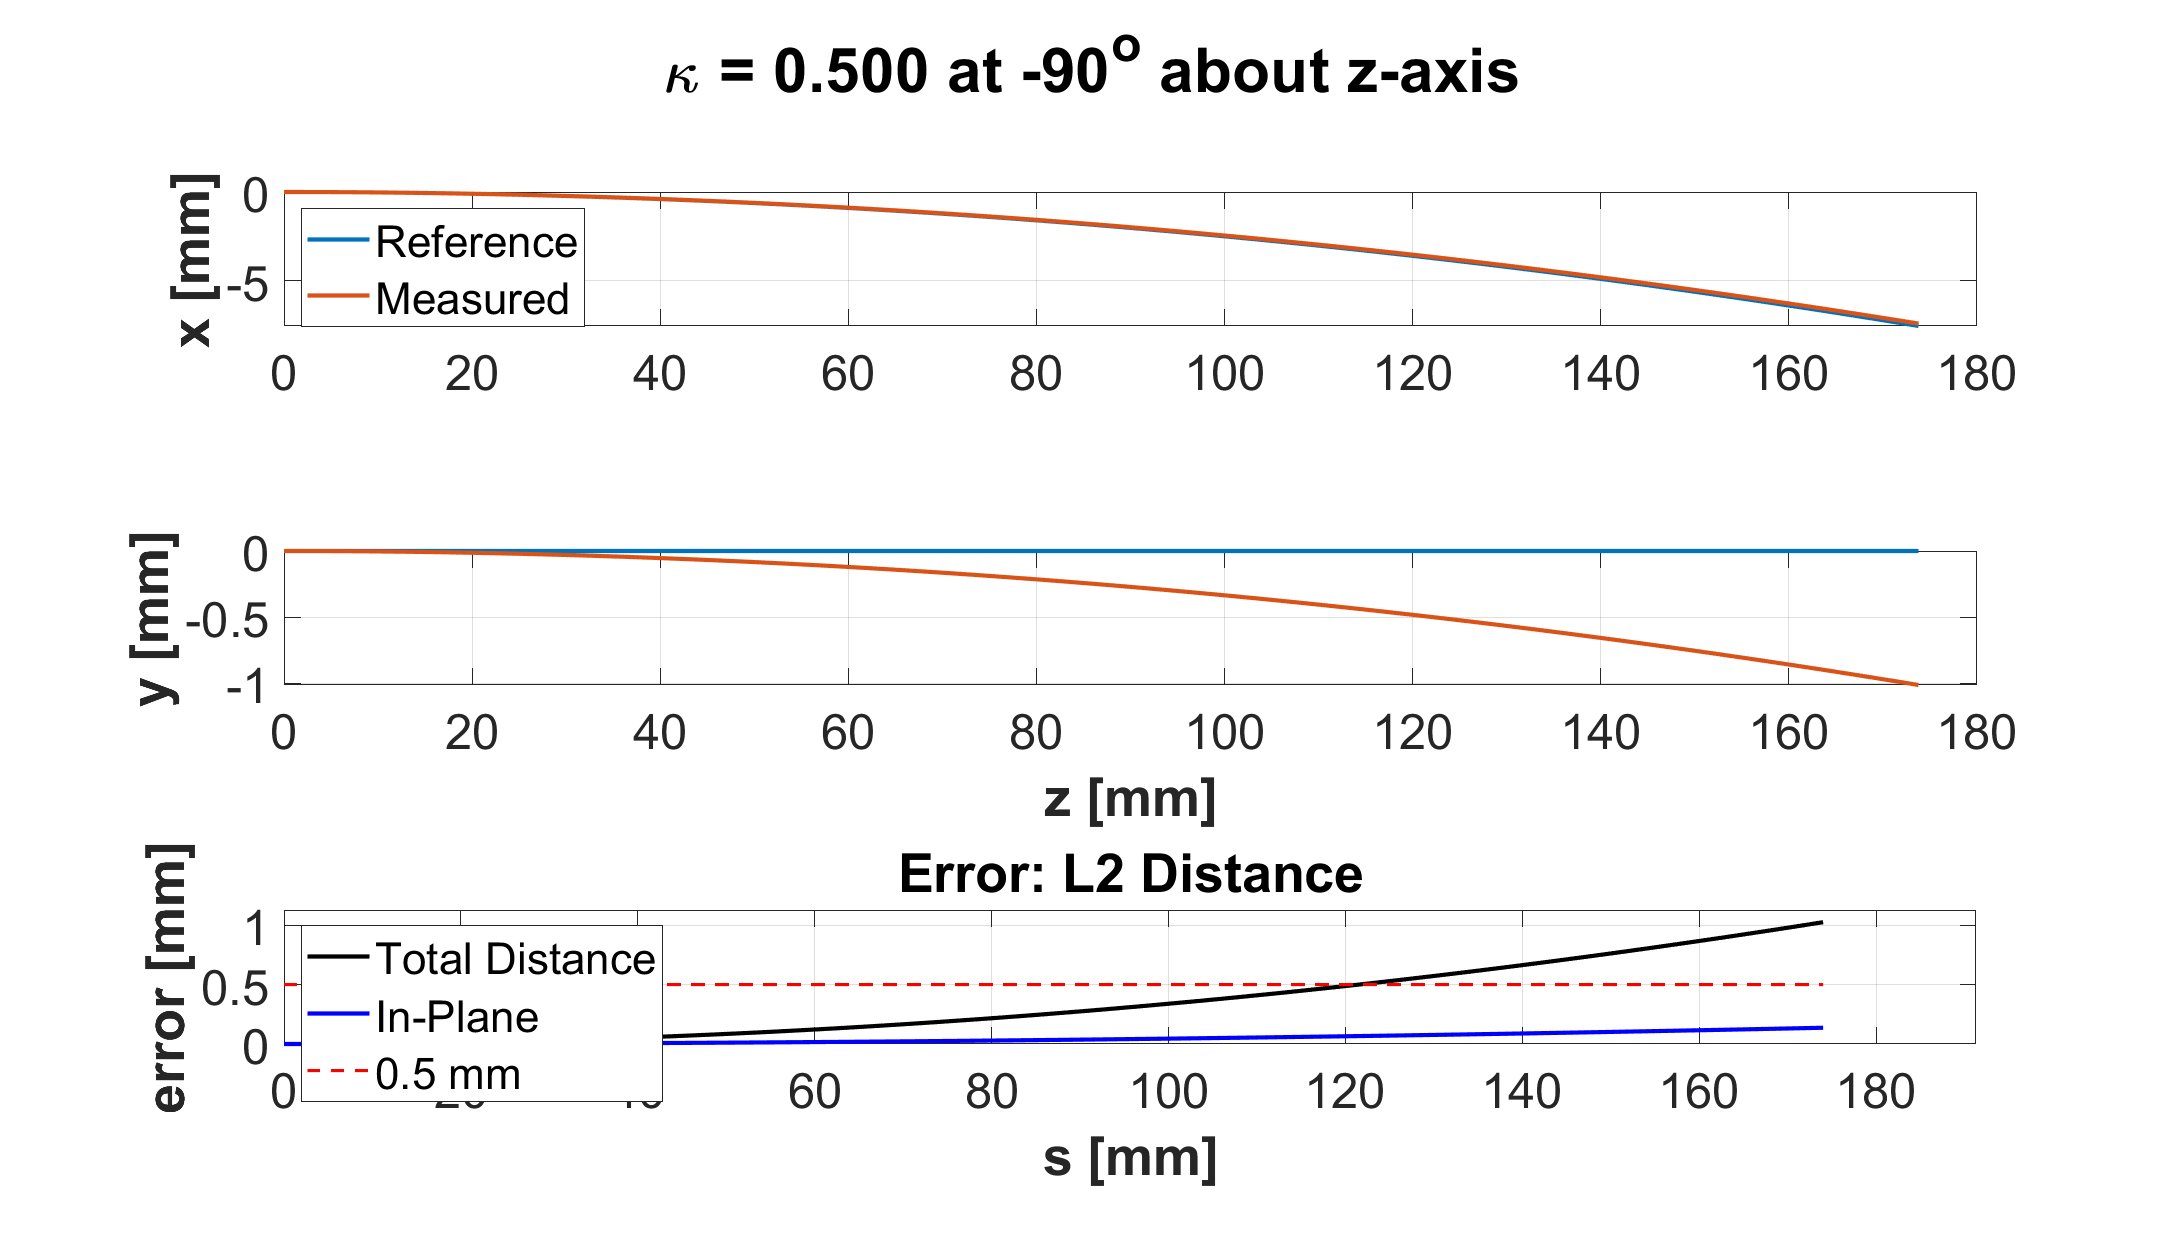 κ = 0.500 at -90° about z-axis
x [mm]
0
-5
Reference
Measured
0 20 40 60 80 100 120 140 160 180
y [mm]
0
-0.5
-1
0 20 40 60 80 100 120 140 160 180
z [mm]
Error: L2 Distance
error [mm]
1
0.5
0
Total Distance
In-Plane
0.5 mm
0 60 80 100 120 140 160 180
s [mm]